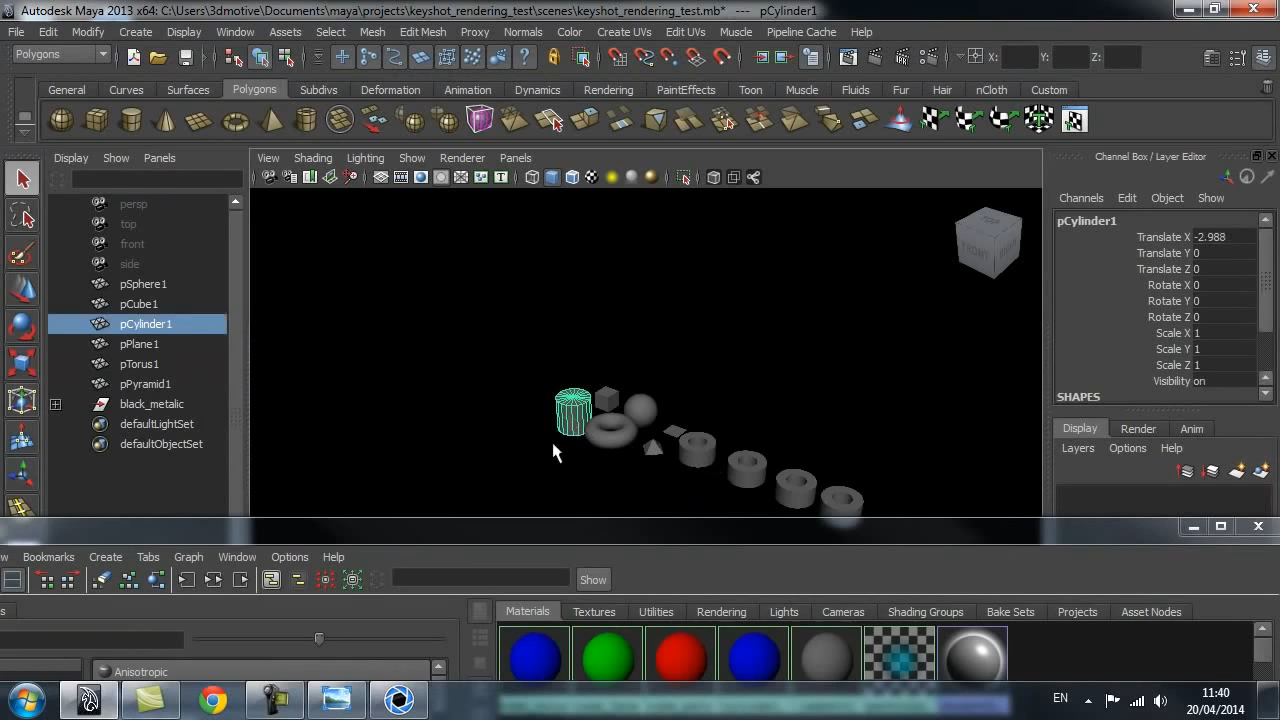 Autodesk Maya 2013 x64: C:\Users\3dmotive\Documents\maya\projects\keyshot_rendering_test\scenes\keyshot_rendering_test.mb* --- pCylinder1
File Edit Modify Create Display Window Assets Select Mesh Edit Mesh Proxy Normals Color Create UVs Edit UVs Muscle Pipeline Cache Help
Polygons X: Y: Z:
General Curves Surfaces Polygons Subdivs Deformation Animation Dynamics Rendering PaintEffects Toon Muscle Fluids Fur Hair nCloth Custom
Display Show Panels
View Shading Lighting Show Renderer Panels
Channel Box / Layer Editor
Channels Edit Object Show
persp
top
front
side
pSphere1
pCube1
pCylinder1
pPlane1
pTorus1
pPyramid1
black_metalic
defaultLightSet
defaultObjectSet
FRONT
pCylinder1
Translate X -2.988
Translate Y 0
Translate Z 0
Rotate X 0
Rotate Y 0
Rotate Z 0
Scale X 1
Scale Y 1
Scale Z 1
Visibility on
SHAPES
Display Render Anim
Layers Options Help
w Bookmarks Create Tabs Graph Window Options Help
Show
s
Materials Textures Utilities Rendering Lights Cameras Shading Groups Bake Sets Projects Asset Nodes
Anisotropic
EN
11:40
20/04/2014